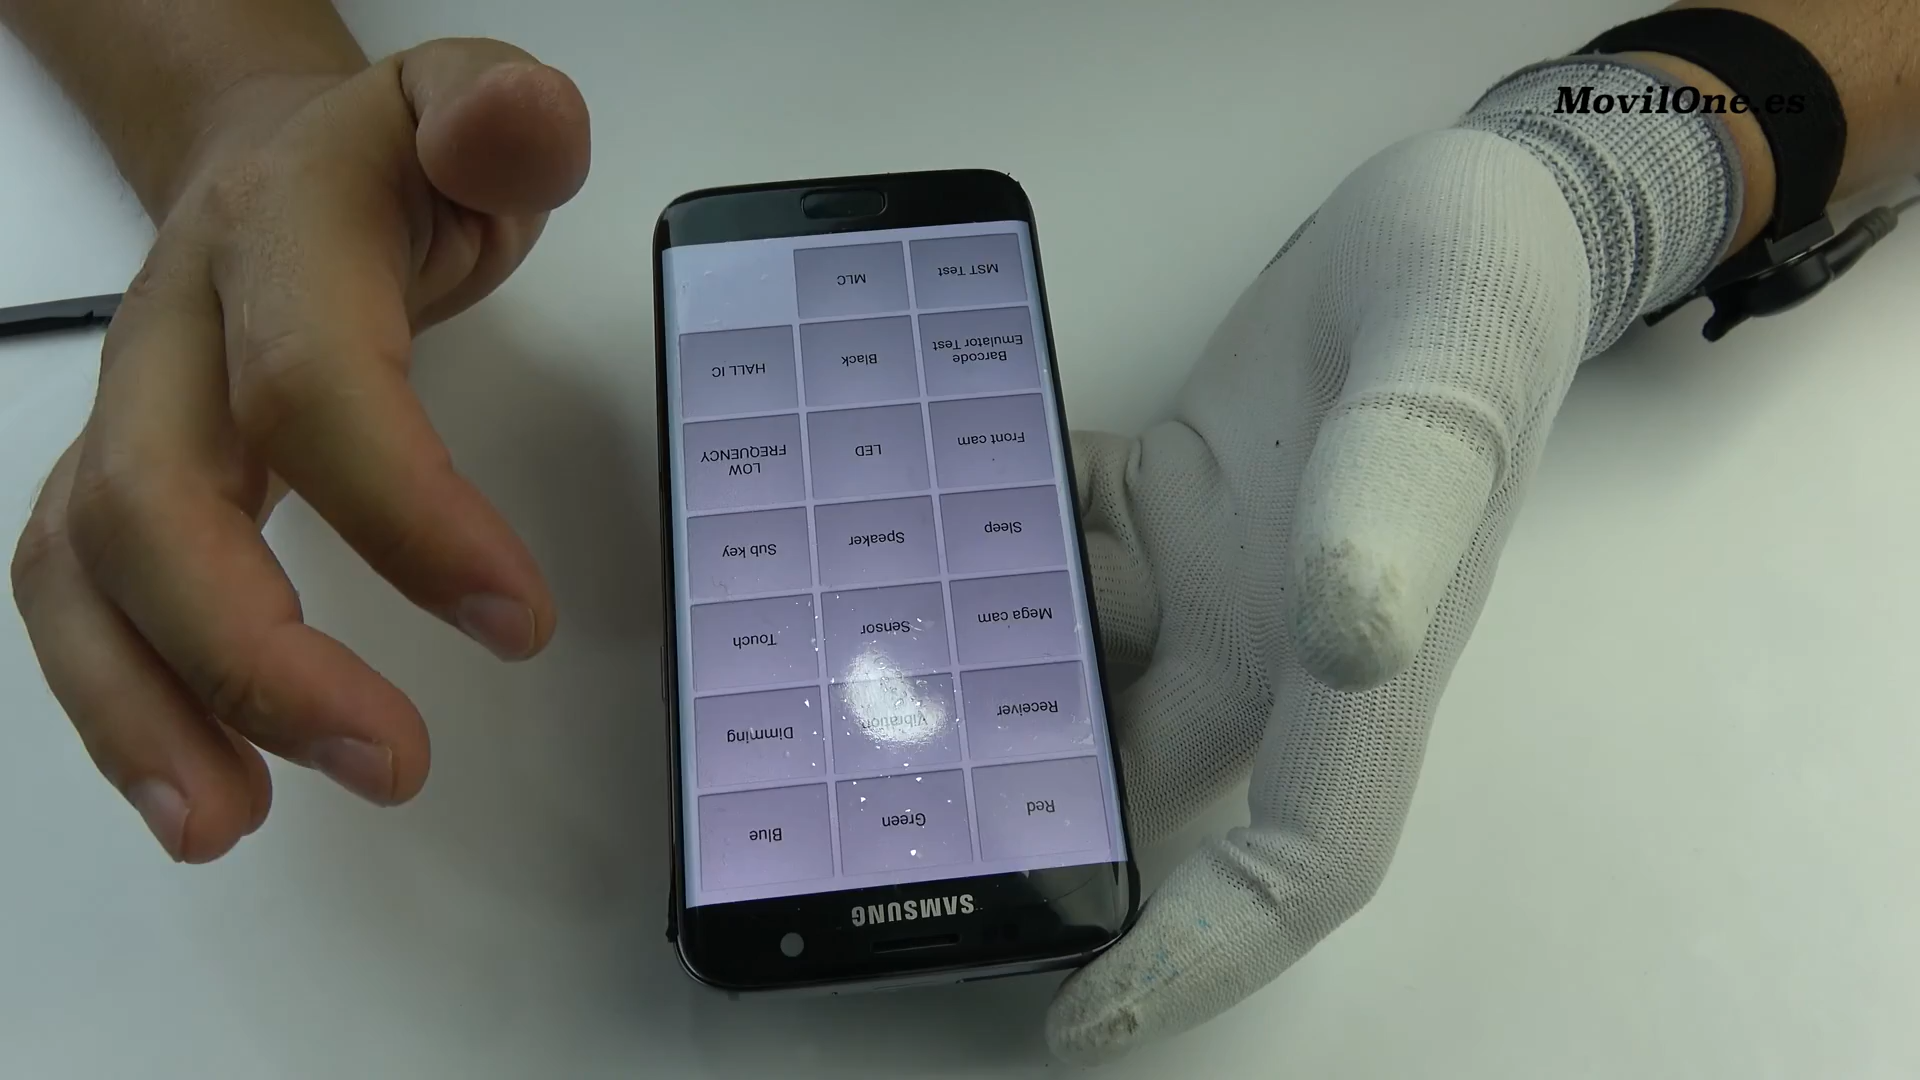 MovilOne.es
SAMSUNG
Red
Green
Blue
Receiver
Vibration
Dimming
Mega cam
Sensor
Touch
Sleep
Speaker
Sub key
Front cam
LED
LOW
FREQUENCY
Barcode
Emulator Test
Black
HALL IC
MST Test
MLC